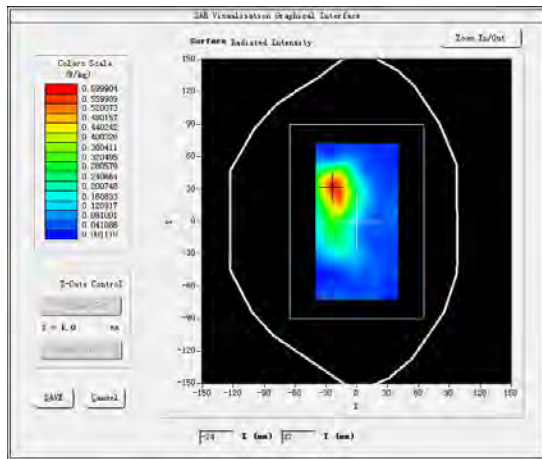 SAR Visualisation Graphical Interface
Surface Radiated Intensity
Zoom In/Out
Colors Scale
(W/kg)
0.599904
0.559989
0.520073
0.480157
0.440242
0.400326
0.360411
0.320495
0.280579
0.240664
0.200748
0.160833
0.120917
0.081001
0.041086
0.001170
150
120
90
60
30
0
-30
-60
-90
-120
-150
-150 -120 -90 -60 -30 0 30 60 90 120 150
Z-Cuts Control
SAVE
Cancel
-24 X (mm) 32 Y (mm)